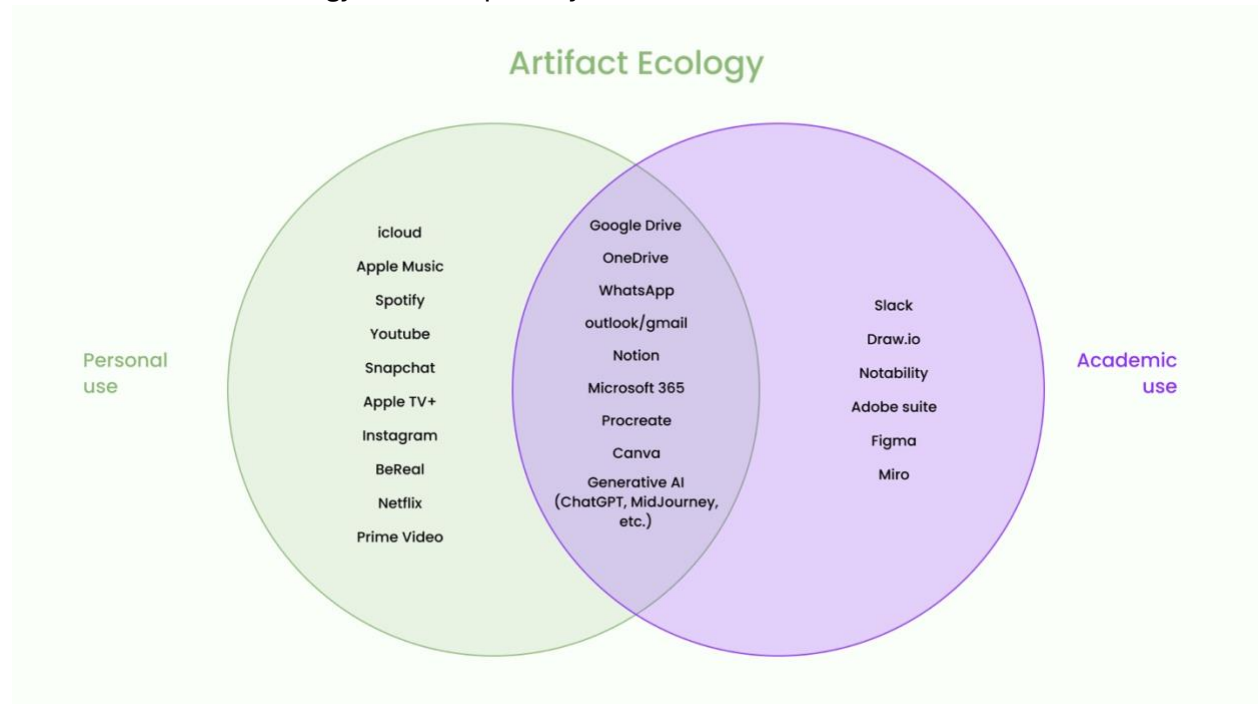 Artifact Ecology
Personal
use
icloud
Apple Music
Spotify
Youtube
Snapchat
Apple TV+
Instagram
BeReal
Netflix
Prime Video
Google Drive
OneDrive
WhatsApp
outlook/gmail
Notion
Microsoft 365
Procreate
Canva
Generative AI
(ChatGPT, MidJourney,
etc.)
Slack
Draw.io
Notability
Adobe suite
Figma
Miro
Academic
use